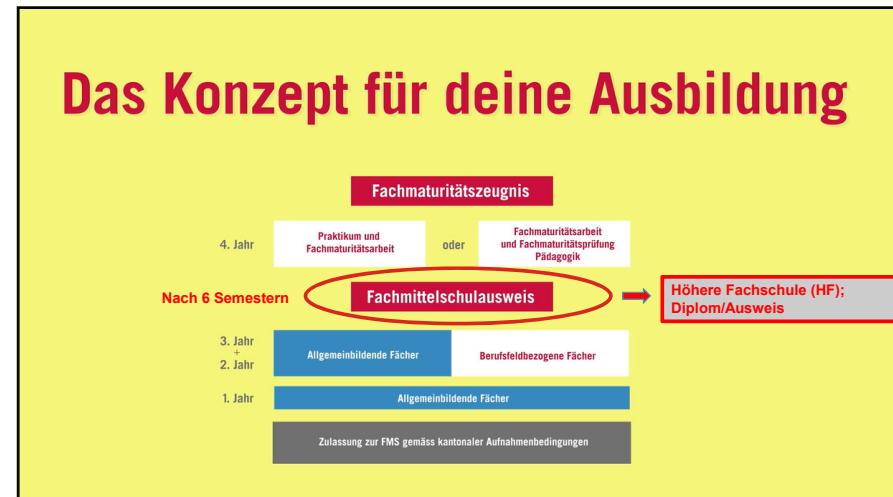 Das Konzept für deine Ausbildung
Fachmaturitätszeugnis
4. Jahr
Praktikum und
Fachmaturitätsarbeit
oder
Fachmaturitätsarbeit
und Fachmaturitätsprüfung
Pädagogik
Nach 6 Semestern
Fachmittelschulausweis
Höhere Fachschule (HF);
Diplom/Ausweis
3. Jahr
+
2. Jahr
Allgemeinbildende Fächer
Berufsfeldbezogene Fächer
1. Jahr
Allgemeinbildende Fächer
Zulassung zur FMS gemäss kantonaler Aufnahmenbedingungen